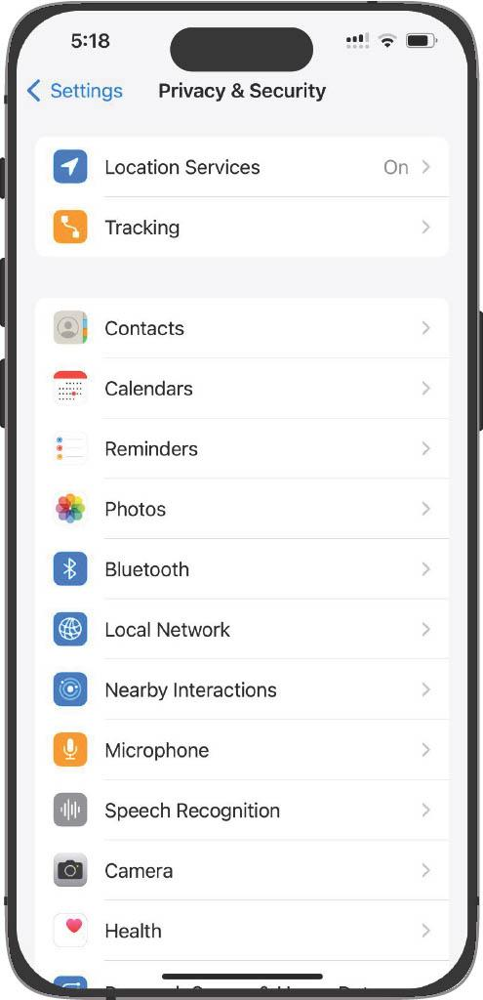 5:18
Settings
Privacy & Security
Location Services On
Tracking
Contacts
Calendars
Reminders
Photos
Bluetooth
Local Network
Nearby Interactions
Microphone
Speech Recognition
Camera
Health